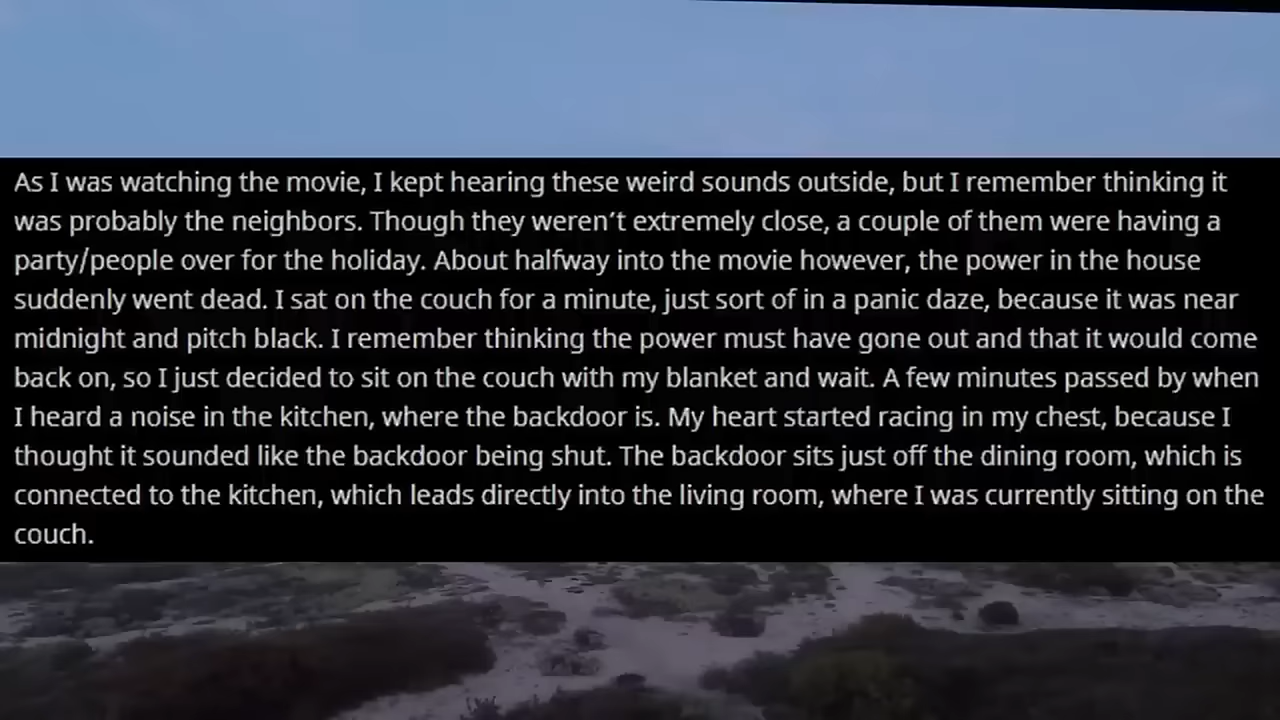 As I was watching the movie, I kept hearing these weird sounds outside, but I remember thinking it
was probably the neighbors. Though they weren’t extremely close, a couple of them were having a
party/people over for the holiday. About halfway into the movie however, the power in the house
suddenly went dead. I sat on the couch for a minute, just sort of in a panic daze, because it was near
midnight and pitch black. I remember thinking the power must have gone out and that it would come
back on, so I just decided to sit on the couch with my blanket and wait. A few minutes passed by when
I heard a noise in the kitchen, where the backdoor is. My heart started racing in my chest, because I
thought it sounded like the backdoor being shut. The backdoor sits just off the dining room, which is
connected to the kitchen, which leads directly into the living room, where I was currently sitting on the
couch.